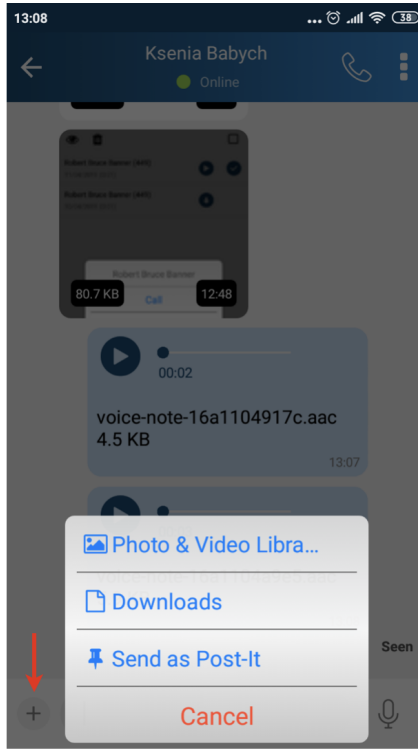 13:08
38
Ksenia Babych
Online
Robert Bruce Banner (A49)
Robert Bruce Banner (A49)
Robert Bruce Banner
80.7 KB
Call
12:48
00:02
voice-note-16a1104917c.aac
4.5 KB
13:07
Photo & Video Libra...
Downloads
Send as Post-It
Seen
Cancel